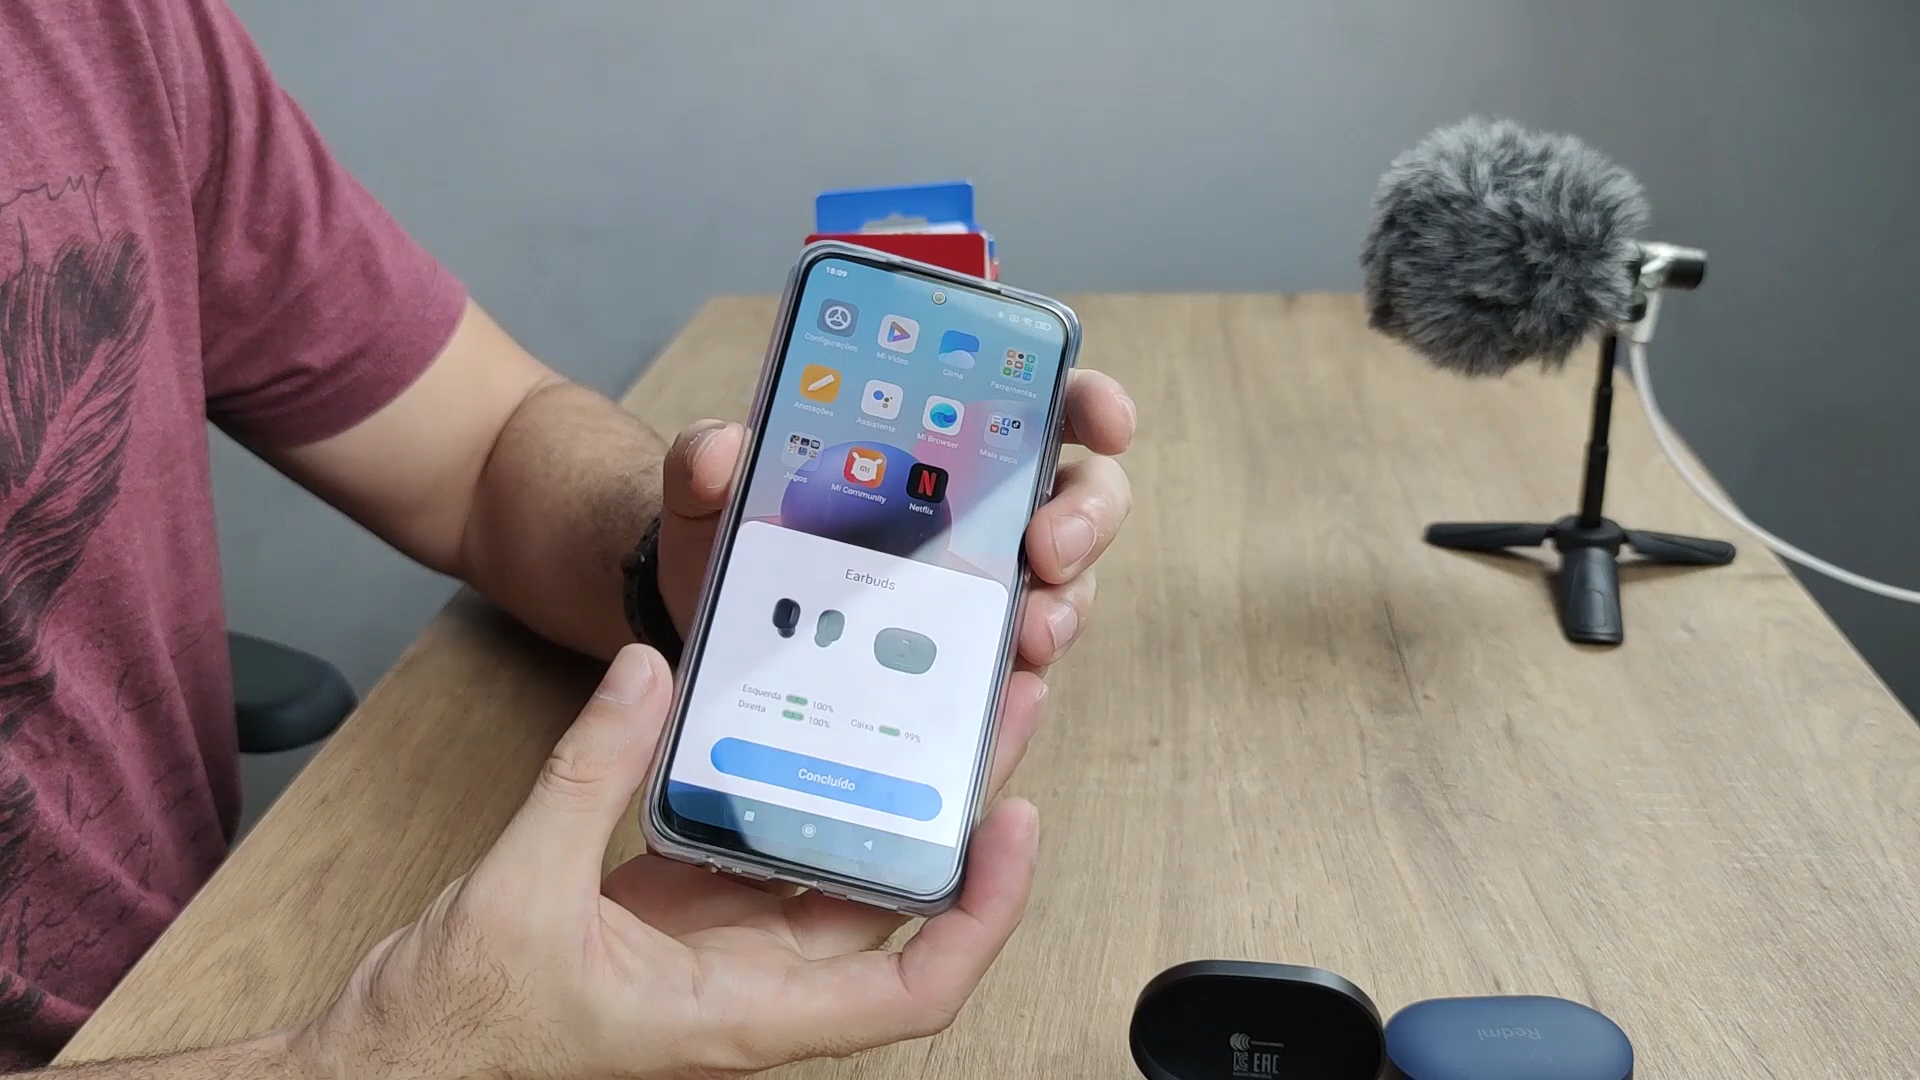 18:09
Configurações
Mi Vídeo
Clima
Ferramentas
Anotações
Assistente
Mi Browser
Mais apps
Jogos
Mi Community
Netflix
Earbuds
Esquerda 100%
Direita 100%
Caixa 99%
Concluído
Redmi
EAC